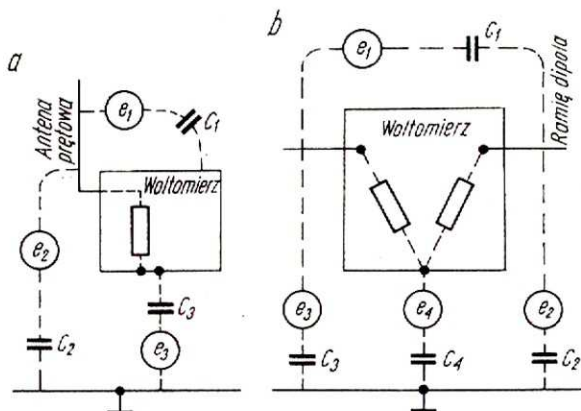 a
Antena
prętowa
e₁
C₁
Woltomierz
e₂
C₂
C₃
e₃
b
e₁
C₁
Woltomierz
Ramię dipola
e₃
e₄
e₂
C₃
C₄
C₂